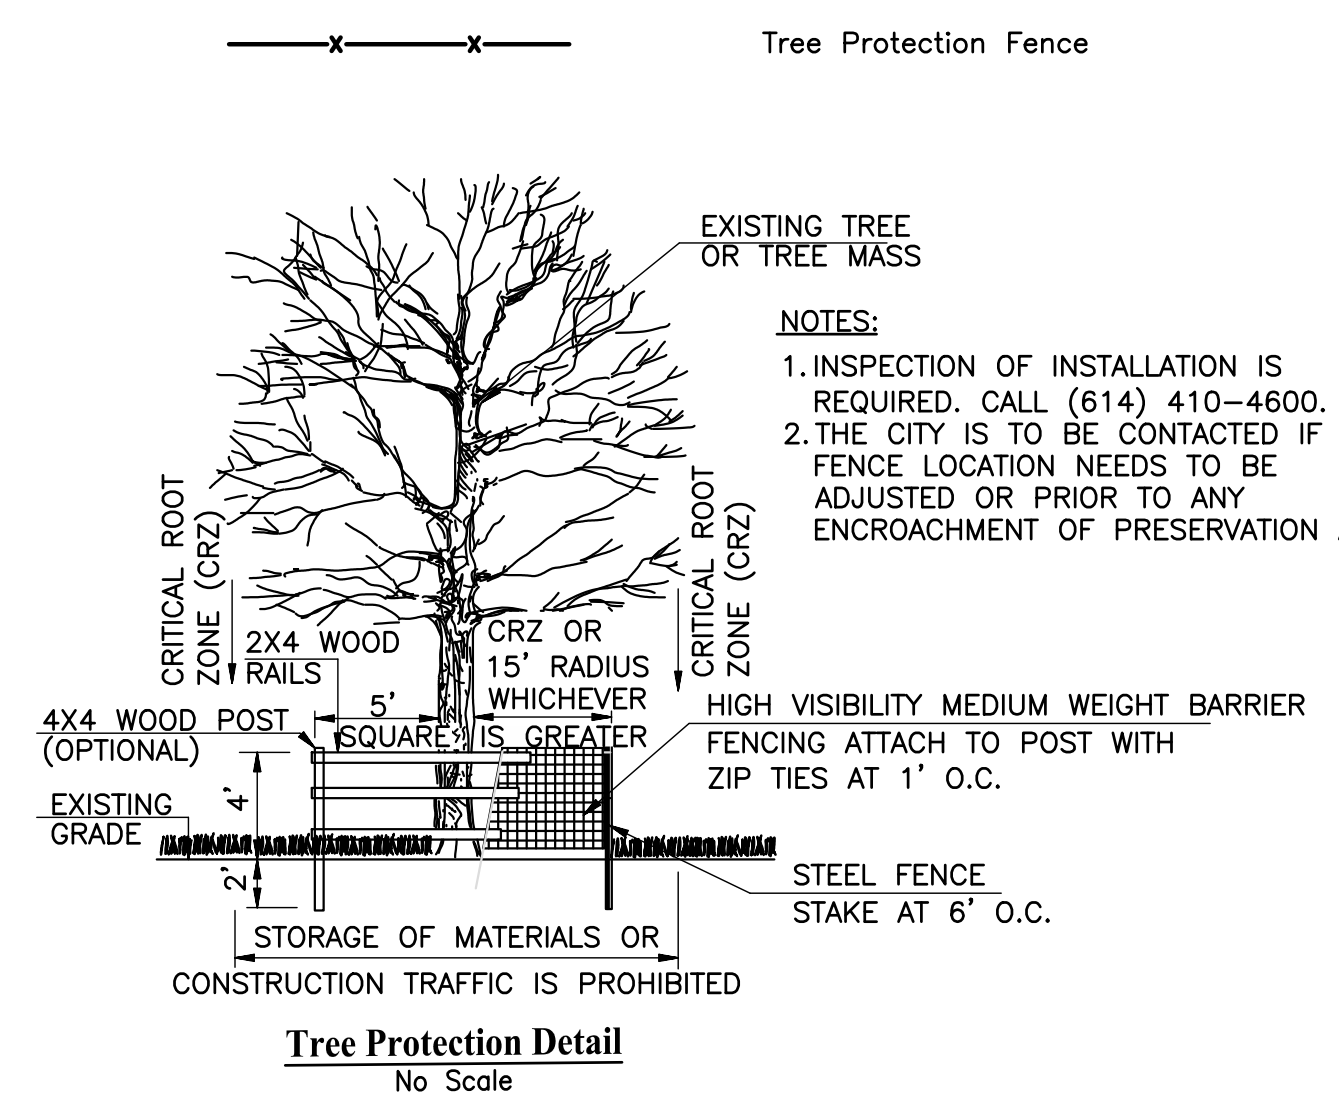 x x Tree Protection Fence
EXISTING TREE
OR TREE MASS
NOTES:
1. INSPECTION OF INSTALLATION IS
REQUIRED. CALL (614) 410-4600.
2. THE CITY IS TO BE CONTACTED IF
FENCE LOCATION NEEDS TO BE
ADJUSTED OR PRIOR TO ANY
ENCROACHMENT OF PRESERVATION
CRITICAL ROOT
ZONE (CRZ)
CRITICAL ROOT
ZONE (CRZ)
2X4 WOOD
RAILS
CRZ OR
15' RADIUS
WHICHEVER
IS GREATER
5'
SQUARE
4X4 WOOD POST
(OPTIONAL)
HIGH VISIBILITY MEDIUM WEIGHT BARRIER
FENCING ATTACH TO POST WITH
ZIP TIES AT 1' O.C.
4'
EXISTING
GRADE
2'
STEEL FENCE
STAKE AT 6' O.C.
STORAGE OF MATERIALS OR
CONSTRUCTION TRAFFIC IS PROHIBITED
Tree Protection Detail
No Scale